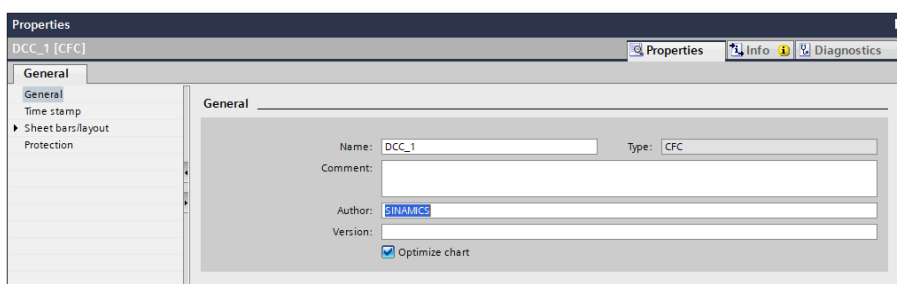 Properties
DCC_1 [CFC]
Properties
Info
Diagnostics
General
General
Time stamp
Sheet bars/layout
Protection
General
Name: DCC_1
Type: CFC
Comment:
Author: SINAMICS
Version:
Optimize chart